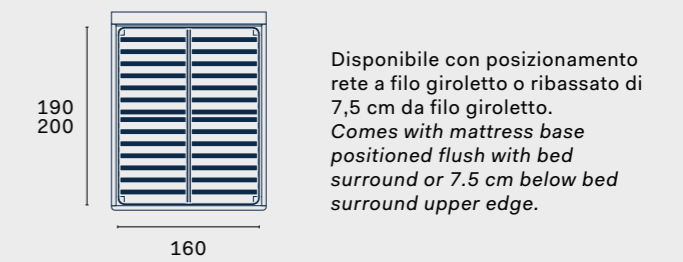 190
200
160
Disponibile con posizionamento
rete a filo giroletto o ribassato di
7,5 cm da filo giroletto.
Comes with mattress base
positioned flush with bed
surround or 7.5 cm below bed
surround upper edge.